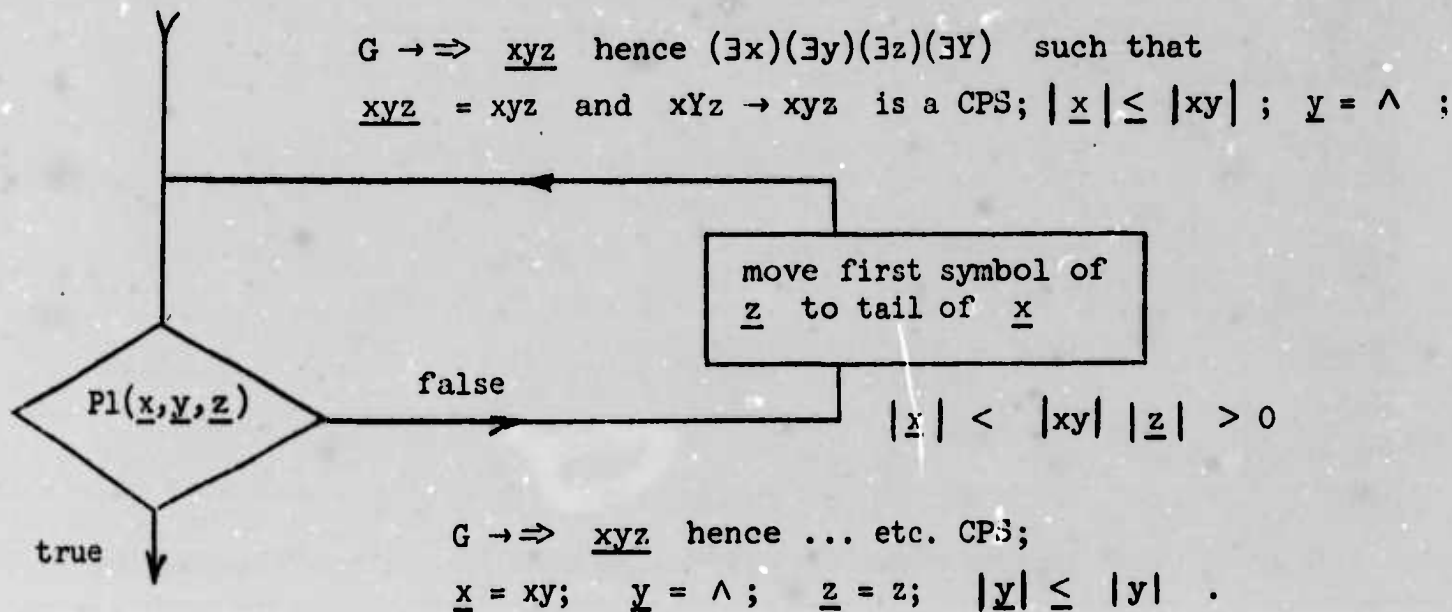 G →⇒ xyz hence (∃x)(∃y)(∃z)(∃Y) such that
xyz = xyz and xYz → xyz is a CPS; |x| ≤ |xy| ; y = ∧ ;
move first symbol of
z to tail of x
P1(x,y,z)
false
|x| < |xy| |z| > 0
true
G →⇒ xyz hence ... etc. CPS;
x = xy; y = ∧; z = z; |y| ≤ |y| .